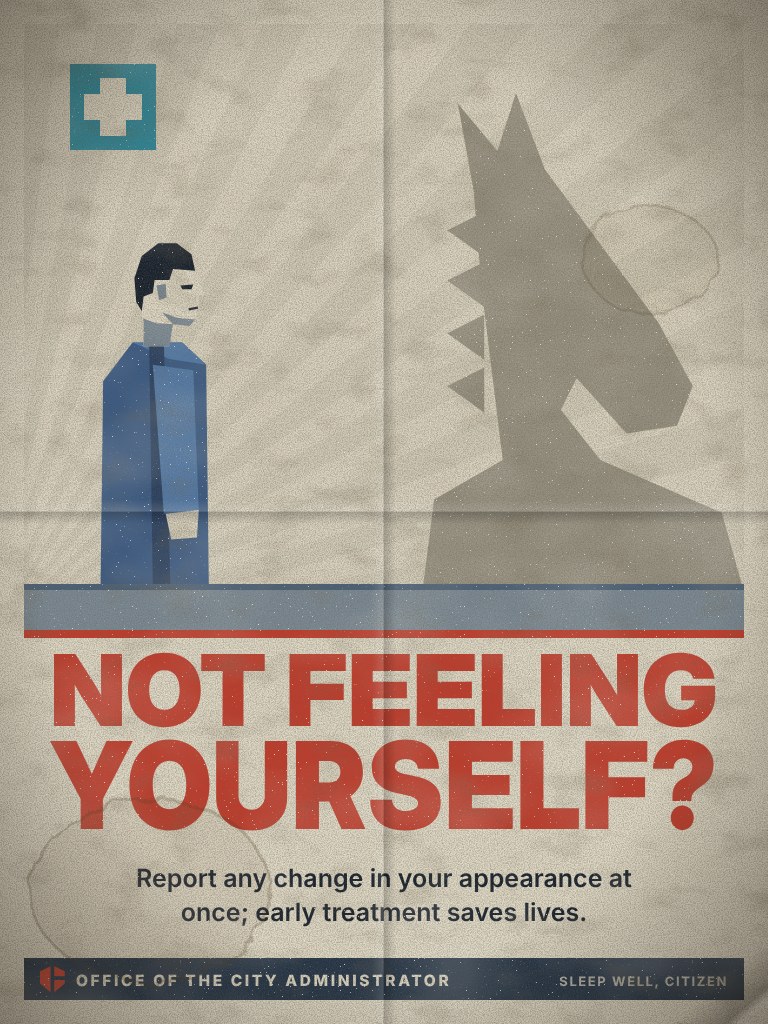 NOT FEELING
YOURSELF?
Report any change in your appearance at
once; early treatment saves lives.
OFFICE OF THE CITY ADMINISTRATOR
SLEEP WELL, CITIZEN